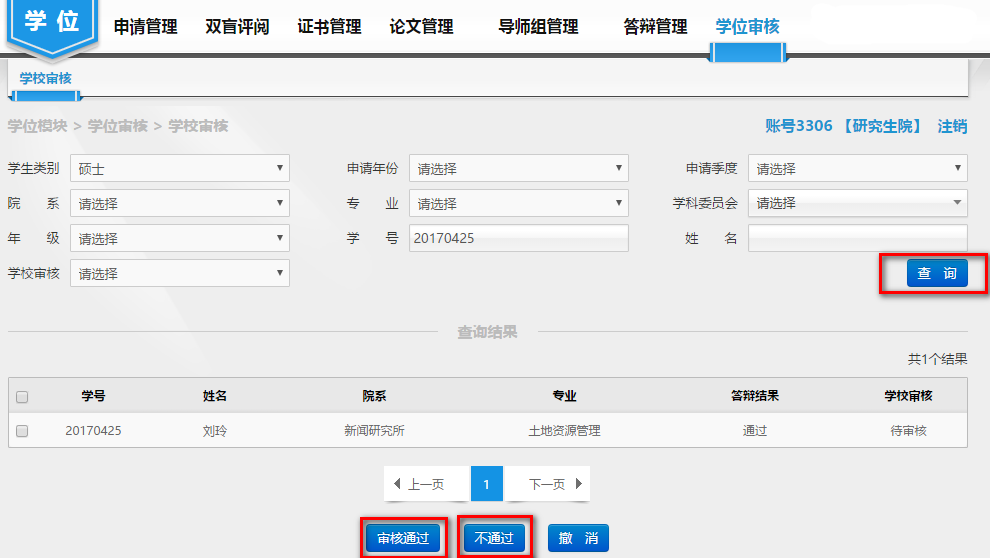 学 位 申请管理 双盲评阅 证书管理 论文管理 导师组管理 答辩管理 学位审核
学校审核
学位模块 > 学位审核 > 学校审核 账号3306 【研究生院】 注销
学生类别 硕士 申请年份 请选择 申请季度 请选择
院 系 请选择 专 业 请选择 学科委员会 请选择
年 级 请选择 学 号 20170425 姓 名
学校审核 请选择 查 询
查询结果
共1个结果
学号 姓名 院系 专业 答辩结果 学校审核
20170425 刘玲 新闻研究所 土地资源管理 通过 待审核
上一页 1 下一页
审核通过 不通过 撤 消